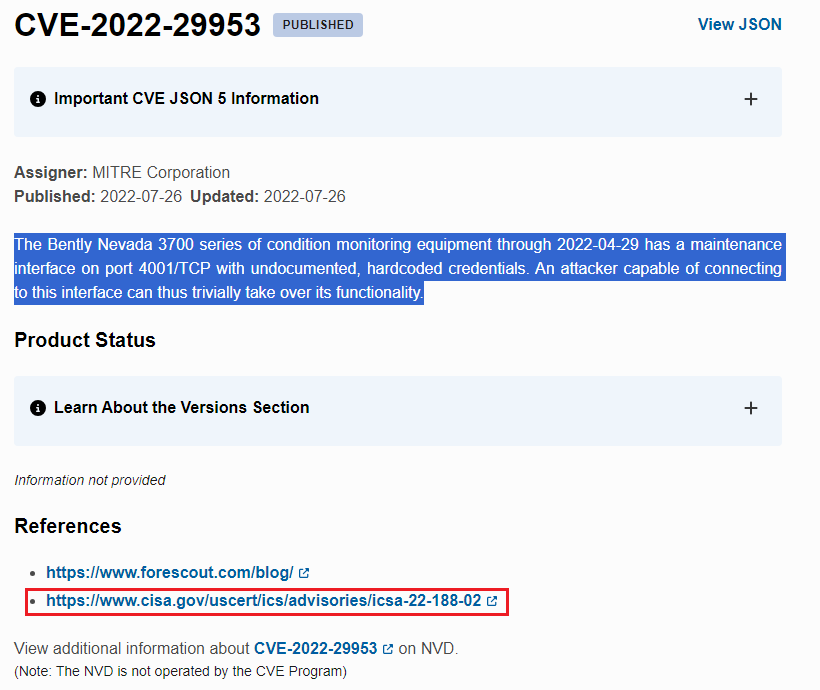 CVE-2022-29953 PUBLISHED View JSON
Important CVE JSON 5 Information
Assigner: MITRE Corporation
Published: 2022-07-26 Updated: 2022-07-26
The Bently Nevada 3700 series of condition monitoring equipment through 2022-04-29 has a maintenance
interface on port 4001/TCP with undocumented, hardcoded credentials. An attacker capable of connecting
to this interface can thus trivially take over its functionality.
Product Status
Learn About the Versions Section
Information not provided
References
https://www.forescout.com/blog/
https://www.cisa.gov/uscert/ics/advisories/icsa-22-188-02
View additional information about CVE-2022-29953 on NVD.
(Note: The NVD is not operated by the CVE Program)